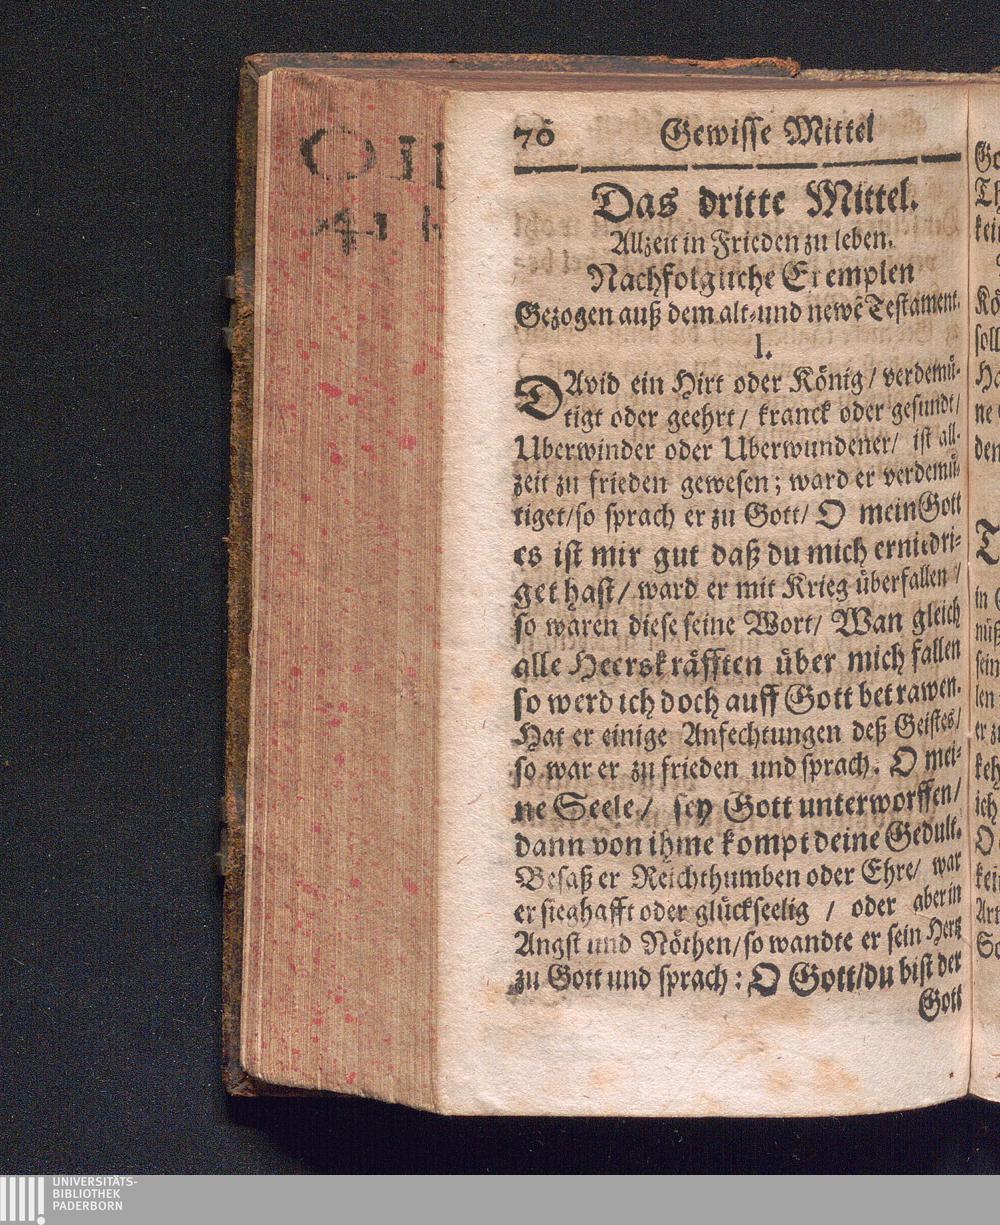 70 Gewisse Mittel
Das dritte Mittel.
Allzeit in Frieden zu leben.
Nachfolgliche Exemplen
Gezogen auß dem alt- und newẽ Testament.
I.
DAvid ein Hirt oder König / verdemü-
tigt oder geehrt / kranck oder gesundt /
Uberwinder oder Uberwundener / ist all-
zeit zu frieden gewesen; ward er verdemü-
tiget / so sprach er zu Gott / O mein Gott
es ist mir gut daß du mich erniedri-
get hast / ward er mit Krieg überfallen /
so waren diese seine Wort / Wan gleich
alle Heerskräfften über mich fallen
so werd ich doch auff Gott betrawen.
Hat er einige Anfechtungen deß Geistes /
so war er zu frieden und sprach. O mei-
ne Seele / sey Gott unterworffen /
dann von ihme kompt deine Gedult.
Besaß er Reichthumben oder Ehre / war
er sieghafft oder glückseelig / oder aber in
Angst und Nöthen / so wandte er sein Hertz
zu Gott und sprach: O Gott / du bist der
Gott
UNIVERSITÄTS-
BIBLIOTHEK
PADERBORN